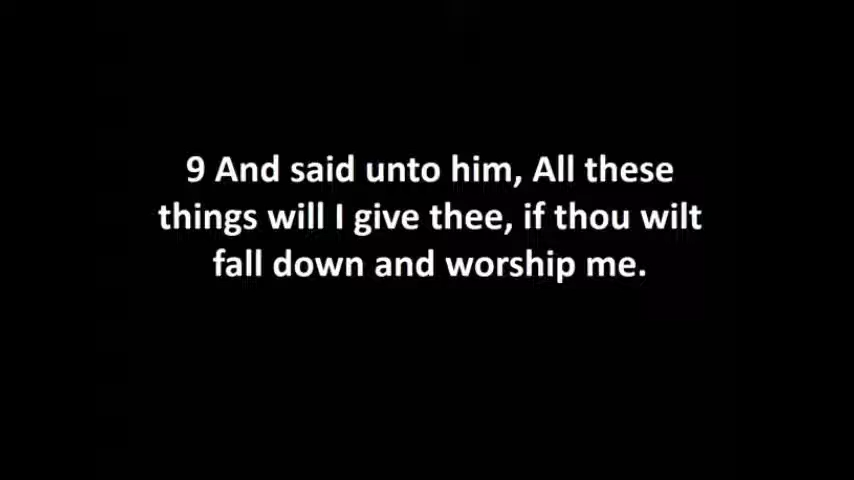 9 And said unto him, All these
things will I give thee, if thou wilt
fall down and worship me.